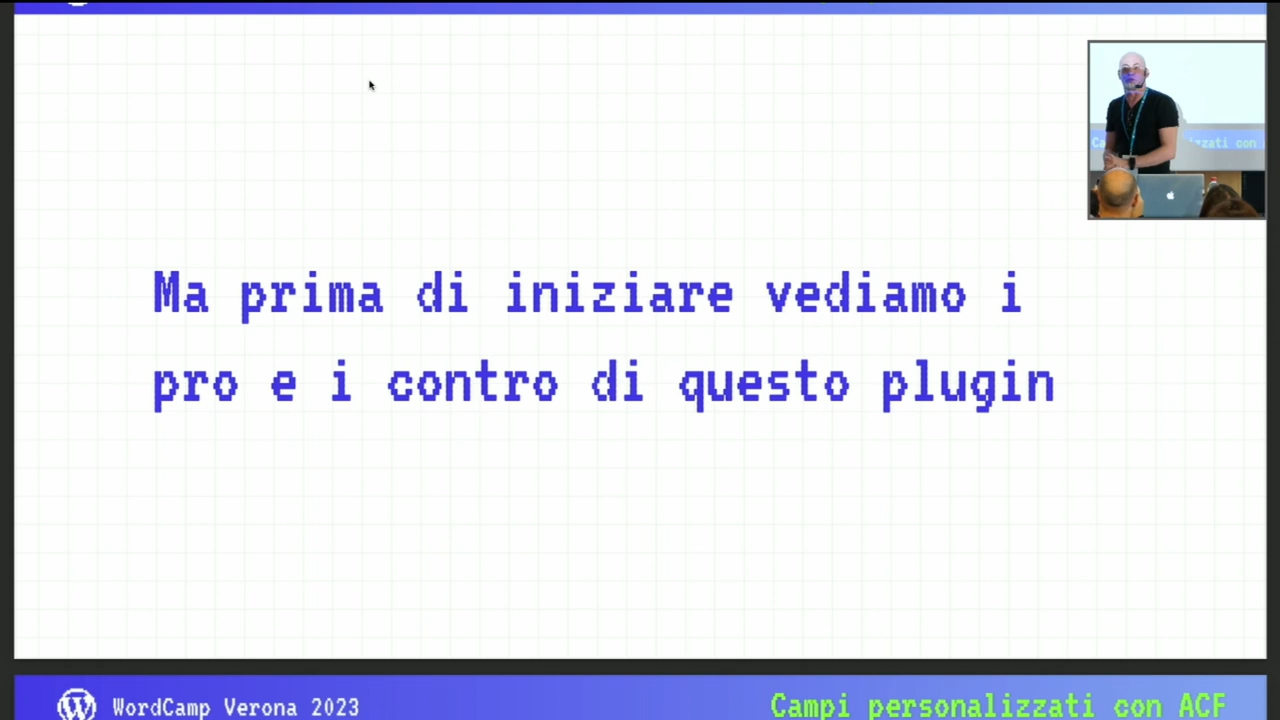 Ma prima di iniziare vediamo i
pro e i contro di questo plugin
WordCamp Verona 2023
Campi personalizzati con ACF